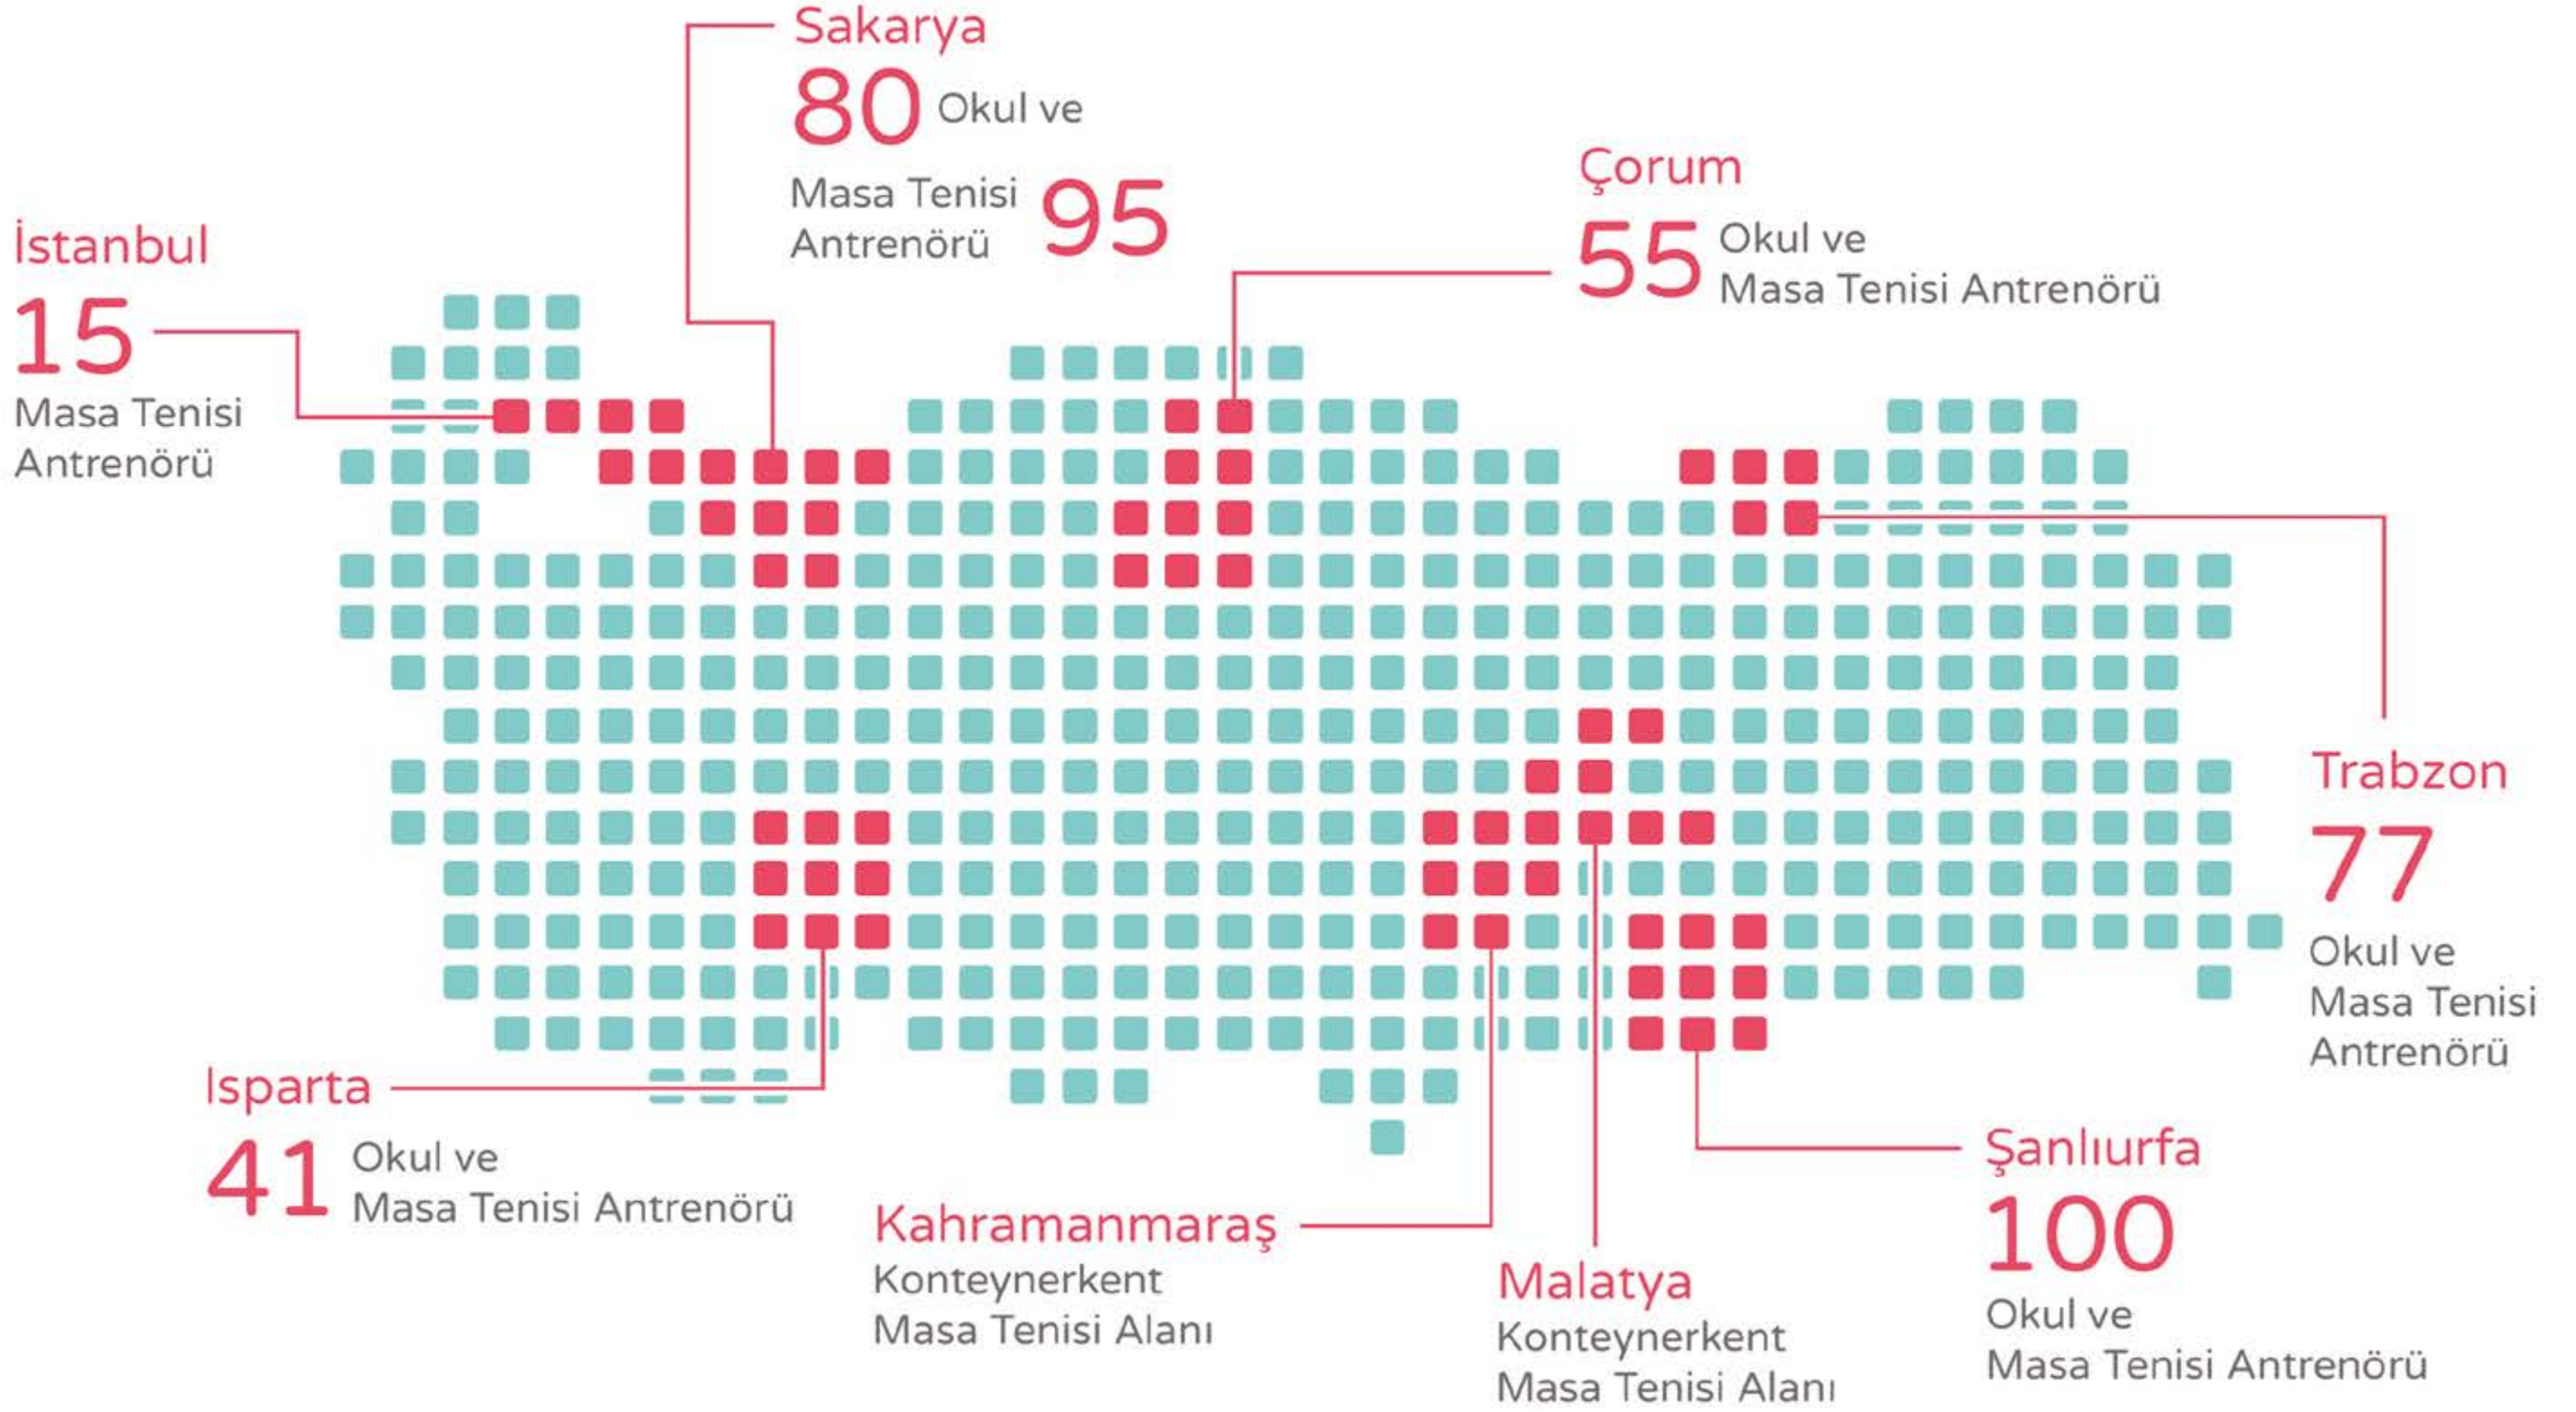 Sakarya
80 Okul ve
Masa Tenisi
Antrenörü 95
Çorum
55 Okul ve
Masa Tenisi Antrenörü
İstanbul
15
Masa Tenisi
Antrenörü
Trabzon
77
Okul ve
Masa Tenisi
Antrenörü
Isparta
41 Okul ve
Masa Tenisi Antrenörü
Kahramanmaraş
Konteynerkent
Masa Tenisi Alanı
Malatya
Konteynerkent
Masa Tenisi Alanı
Şanlıurfa
100
Okul ve
Masa Tenisi Antrenörü